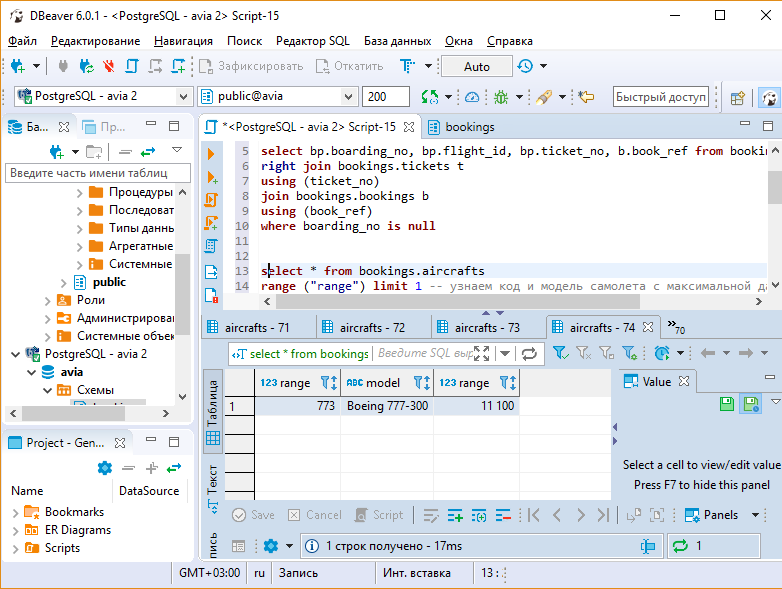 DBeaver 6.0.1 - <PostgreSQL - avia 2> Script-15
Файл Редактирование Навигация Поиск Редактор SQL База данных Окна Справка
Зафиксировать Откатить Auto
PostgreSQL - avia 2 public@avia 200 Быстрый доступ
Ба... Пр...
*<PostgreSQL - avia 2> Script-15 bookings
Введите часть имени таблиц
Процедуры
Последоват
Типы данн
Агрегатные
Системные
public
Роли
Администрирова
Системные объек
PostgreSQL - avia 2
avia
Схемы
5 select bp.boarding_no, bp.flight_id, bp.ticket_no, b.book_ref from bookin
6 right join bookings.tickets t
7 using (ticket_no)
8 join bookings.bookings b
9 using (book_ref)
10 where boarding_no is null
11
12
13 select * from bookings.aircrafts
14 range ("range") limit 1 -- узнаем код и модель самолета с максимальной да
aircrafts - 71 aircrafts - 72 aircrafts - 73 aircrafts - 74 »70
select * from bookings Введите SQL выр
Таблица
Текст
пись
123 range ABC model 123 range
1 773 Boeing 777-300 11 100
Value
Select a cell to view/edit value
Press F7 to hide this panel
Project - Gen...
Name DataSource
Bookmarks
ER Diagrams
Scripts
Save Cancel Script Panels
1 строк получено - 17ms 1
GMT+03:00 ru Запись Инт. вставка 13 :